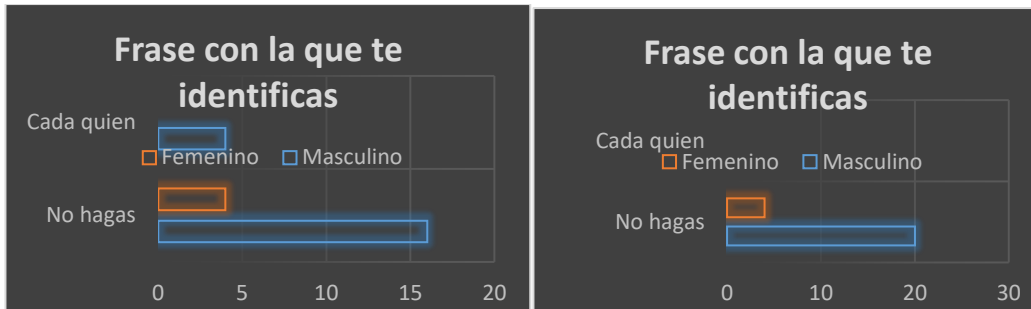 Frase con la que te
identificas
Cada quien
Femenino Masculino
No hagas
0 5 10 15 20
Frase con la que te
identificas
Cada quien
Femenino Masculino
No hagas
0 10 20 30